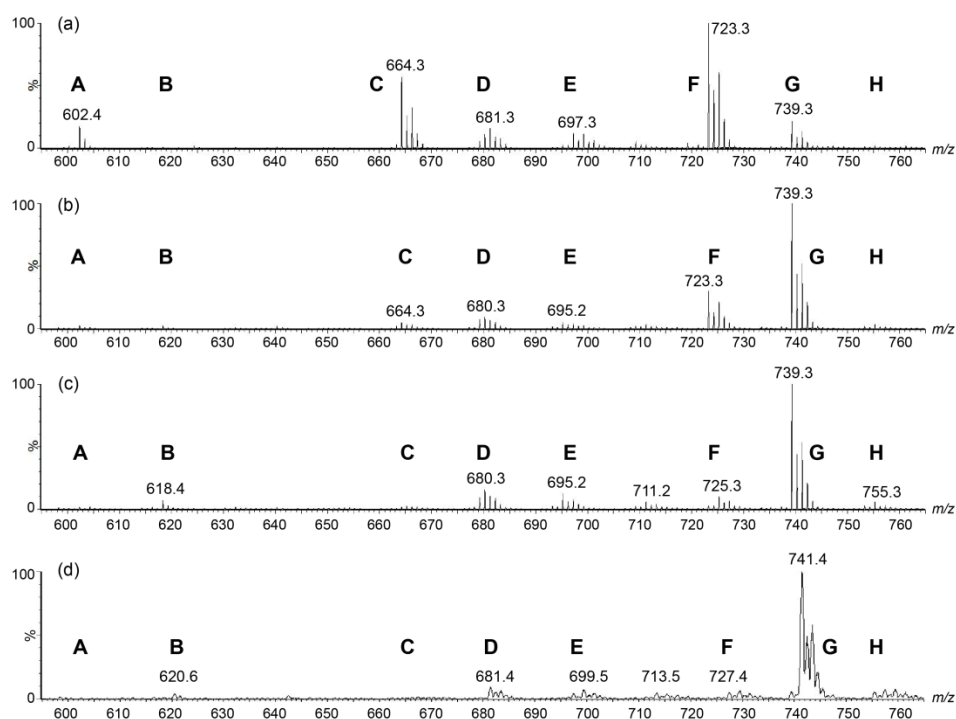 (a)
723.3
664.3
A B C D E F G H
602.4 681.3 697.3 739.3
100
%
0
600 610 620 630 640 650 660 670 680 690 700 710 720 730 740 750 760 m/z
(b)
739.3
A B C D E F G H
664.3 680.3 695.2 723.3
100
%
0
600 610 620 630 640 650 660 670 680 690 700 710 720 730 740 750 760 m/z
(c)
739.3
A B C D E F G H
618.4 680.3 695.2 711.2 725.3 755.3
100
%
0
600 610 620 630 640 650 660 670 680 690 700 710 720 730 740 750 760 m/z
(d)
741.4
A B C D E F G H
620.6 681.4 699.5 713.5 727.4
100
%
0
600 610 620 630 640 650 660 670 680 690 700 710 720 730 740 750 760 m/z